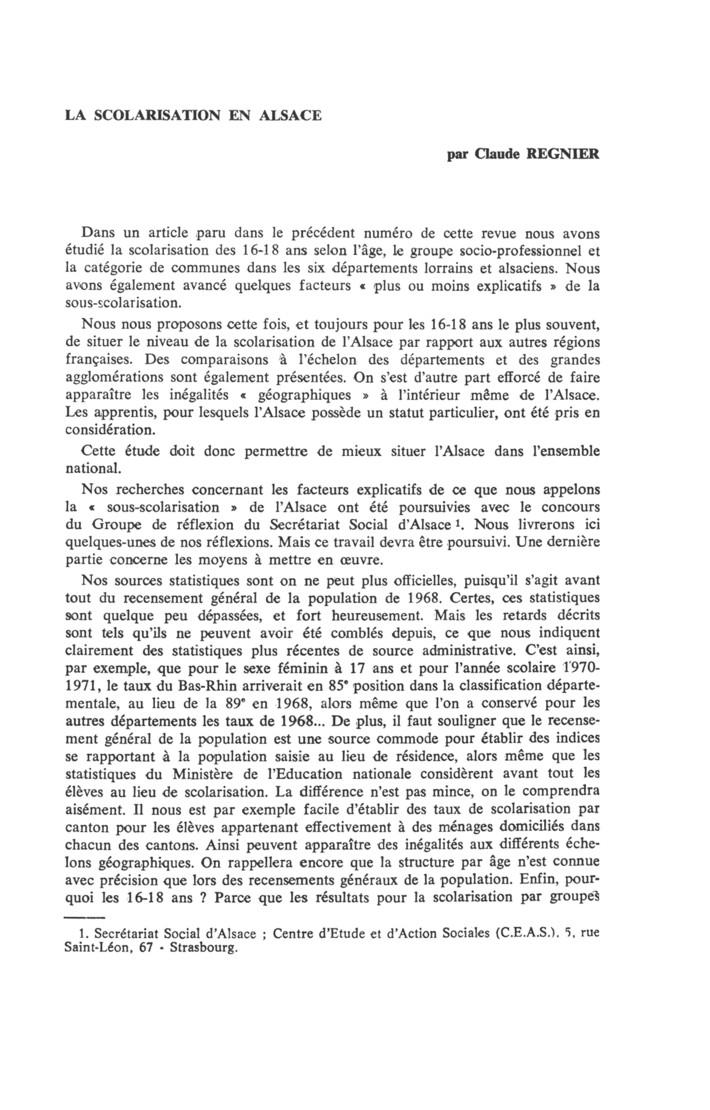 LA SCOLARISATION EN ALSACE
par Claude REGNIER
Dans un article paru dans le précédent numéro de cette revue nous avons
étudié la scolarisation des 16-18 ans selon l'âge, le groupe socio-professionnel et
la catégorie de communes dans les six départements lorrains et alsaciens. Nous
avons également avancé quelques facteurs « plus ou moins explicatifs » de la
sous-scolarisation.
Nous nous proposons cette fois, et toujours pour les 16-18 ans le plus souvent,
de situer le niveau de la scolarisation de l'Alsace par rapport aux autres régions
françaises. Des comparaisons à l'échelon des départements et des grandes
agglomérations sont également présentées. On s'est d'autre part efforcé de faire
apparaître les inégalités « géographiques » à l'intérieur même de l'Alsace.
Les apprentis, pour lesquels l'Alsace possède un statut particulier, ont été pris en
considération.
Cette étude doit donc permettre de mieux situer l'Alsace dans l'ensemble
national.
Nos recherches concernant les facteurs explicatifs de ce que nous appelons
la « sous-scolarisation » de l'Alsace ont été poursuivies avec le concours
du Groupe de réflexion du Secrétariat Social d'Alsace 1. Nous livrerons ici
quelques-unes de nos réflexions. Mais ce travail devra être poursuivi. Une dernière
partie concerne les moyens à mettre en œuvre.
Nos sources statistiques sont on ne peut plus officielles, puisqu'il s'agit avant
tout du recensement général de la population de 1968. Certes, ces statistiques
sont quelque peu dépassées, et fort heureusement. Mais les retards décrits
sont tels qu'ils ne peuvent avoir été comblés depuis, ce que nous indiquent
clairement des statistiques plus récentes de source administrative. C'est ainsi,
par exemple, que pour le sexe féminin à 17 ans et pour l'année scolaire 1970-
1971, le taux du Bas-Rhin arriverait en 85e position dans la classification départe-
mentale, au lieu de la 89e en 1968, alors même que l'on a conservé pour les
autres départements les taux de 1968... De plus, il faut souligner que le recense-
ment général de la population est une source commode pour établir des indices
se rapportant à la population saisie au lieu de résidence, alors même que les
statistiques du Ministère de l'Education nationale considèrent avant tout les
élèves au lieu de scolarisation. La différence n'est pas mince, on le comprendra
aisément. Il nous est par exemple facile d'établir des taux de scolarisation par
canton pour les élèves appartenant effectivement à des ménages domiciliés dans
chacun des cantons. Ainsi peuvent apparaître des inégalités aux différents éche-
lons géographiques. On rappellera encore que la structure par âge n'est connue
avec précision que lors des recensements généraux de la population. Enfin, pour-
quoi les 16-18 ans ? Parce que les résultats pour la scolarisation par groupes
1. Secrétariat Social d'Alsace ; Centre d'Etude et d'Action Sociales (C.E.A.S.). 5, rue
Saint-Léon, 67 - Strasbourg.